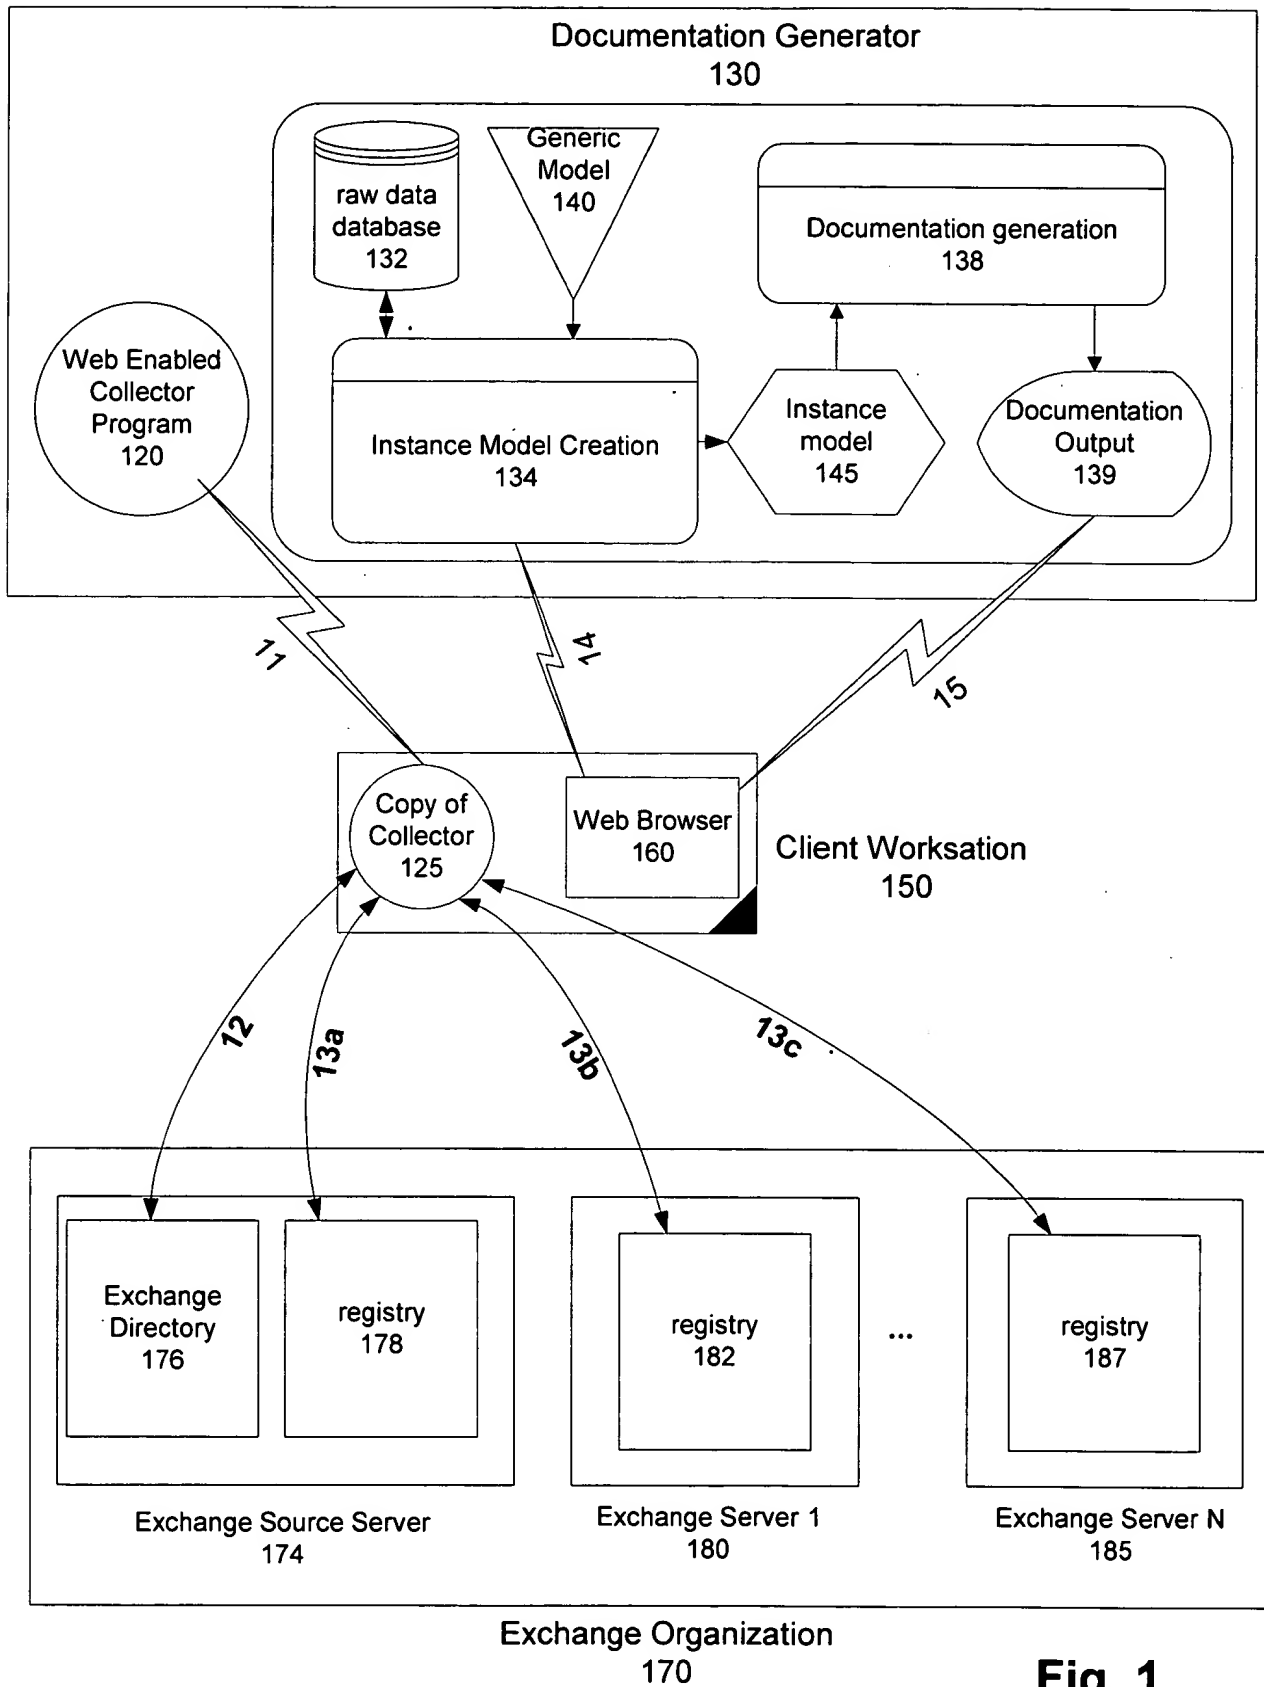 Documentation Generator
130
raw data
database
132
Generic
Model
140
Documentation generation
138
Web Enabled
Collector
Program
120
Instance Model Creation
134
Instance
model
145
Documentation
Output
139
11
14
15
Copy of
Collector
125
Web Browser
160
Client Worksation
150
12
13a
13b
13c
Exchange
Directory
176
registry
178
registry
182
...
registry
187
Exchange Source Server
174
Exchange Server 1
180
Exchange Server N
185
Exchange Organization
170
Fig. 1